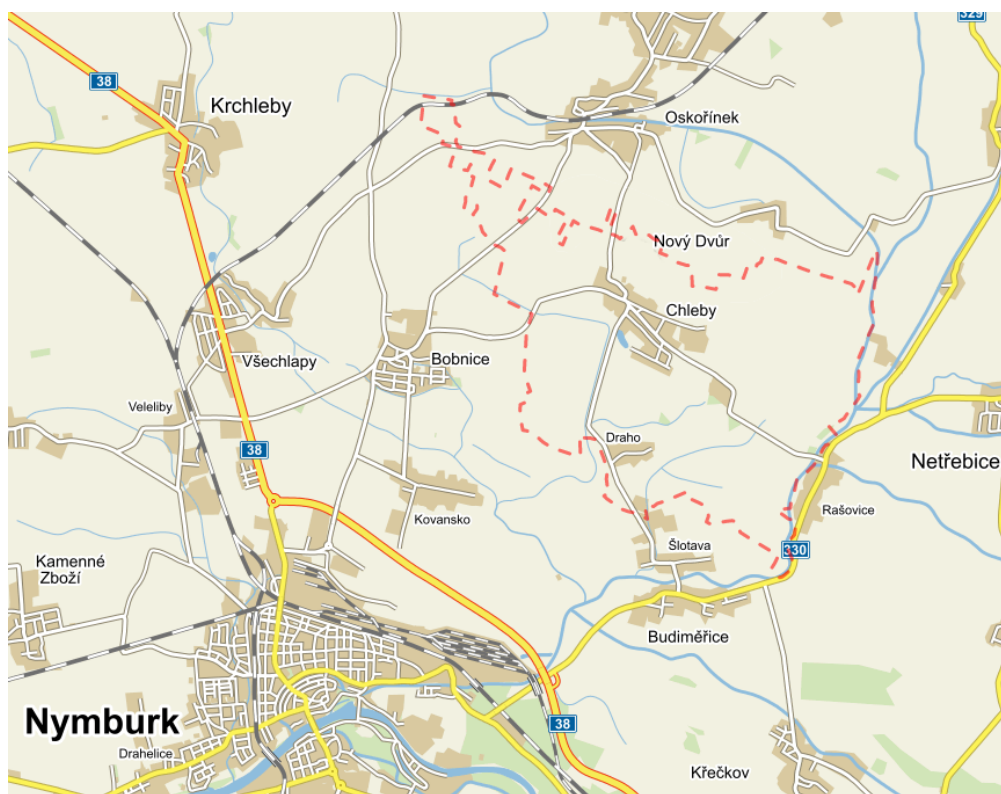 329
38
Krchleby
Oskořínek
Nový Dvůr
Chleby
Všechlapy
Bobnice
Veleliby
38
Draho
Netřebice
Kovansko
Rašovice
Šlotava
330
Kamenné
Zboží
Budiměřice
Nymburk
38
Drahelice
Křečkov